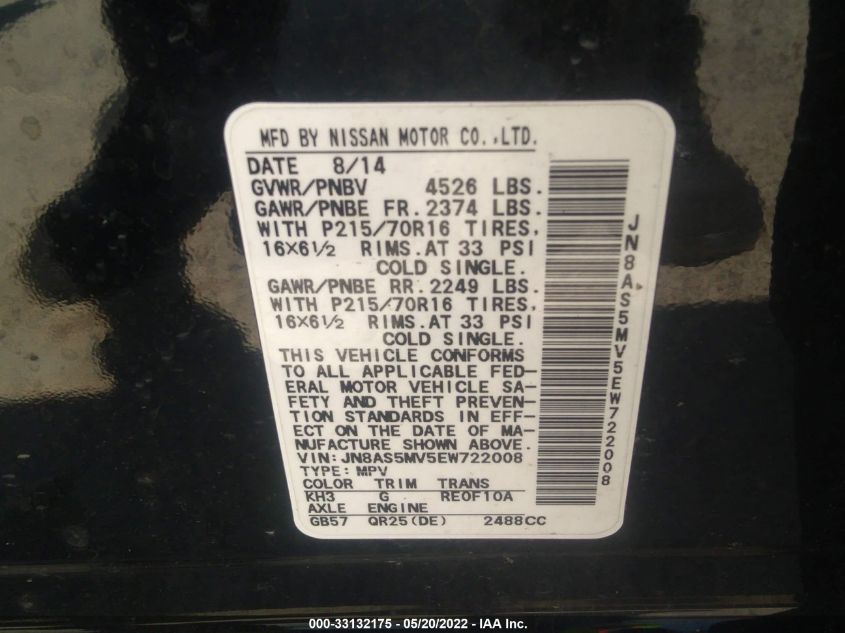 MFD BY NISSAN MOTOR CO.,LTD.
DATE 8/14
GVWR/PNBV 4526 LBS.
GAWR/PNBE FR. 2374 LBS.
WITH P215/70R16 TIRES,
16X6½ RIMS.AT 33 PSI
COLD SINGLE.
GAWR/PNBE RR. 2249 LBS.
WITH P215/70R16 TIRES,
16X6½ RIMS.AT 33 PSI
COLD SINGLE.
THIS VEHICLE CONFORMS
TO ALL APPLICABLE FED-
ERAL MOTOR VEHICLE SA-
FETY AND THEFT PREVEN-
TION STANDARDS IN EFF-
ECT ON THE DATE OF MA-
NUFACTURE SHOWN ABOVE.
VIN:JN8AS5MV5EW722008
TYPE:MPV
COLOR TRIM TRANS
KH3 G RE0F10A
AXLE ENGINE
GB57 QR25(DE) 2488CC
JN8AS5MV5EW722008
000-33132175 — 05/20/2022 — IAA Inc.